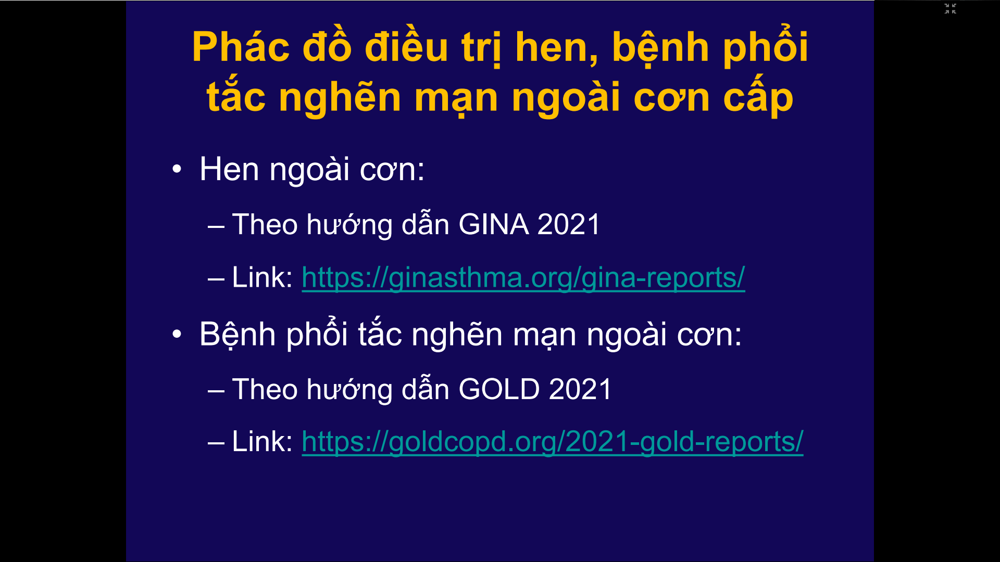 Phác đồ điều trị hen, bệnh phổi
tắc nghẽn mạn ngoài cơn cấp
• Hen ngoài cơn:
– Theo hướng dẫn GINA 2021
– Link: https://ginasthma.org/gina-reports/
• Bệnh phổi tắc nghẽn mạn ngoài cơn:
– Theo hướng dẫn GOLD 2021
– Link: https://goldcopd.org/2021-gold-reports/